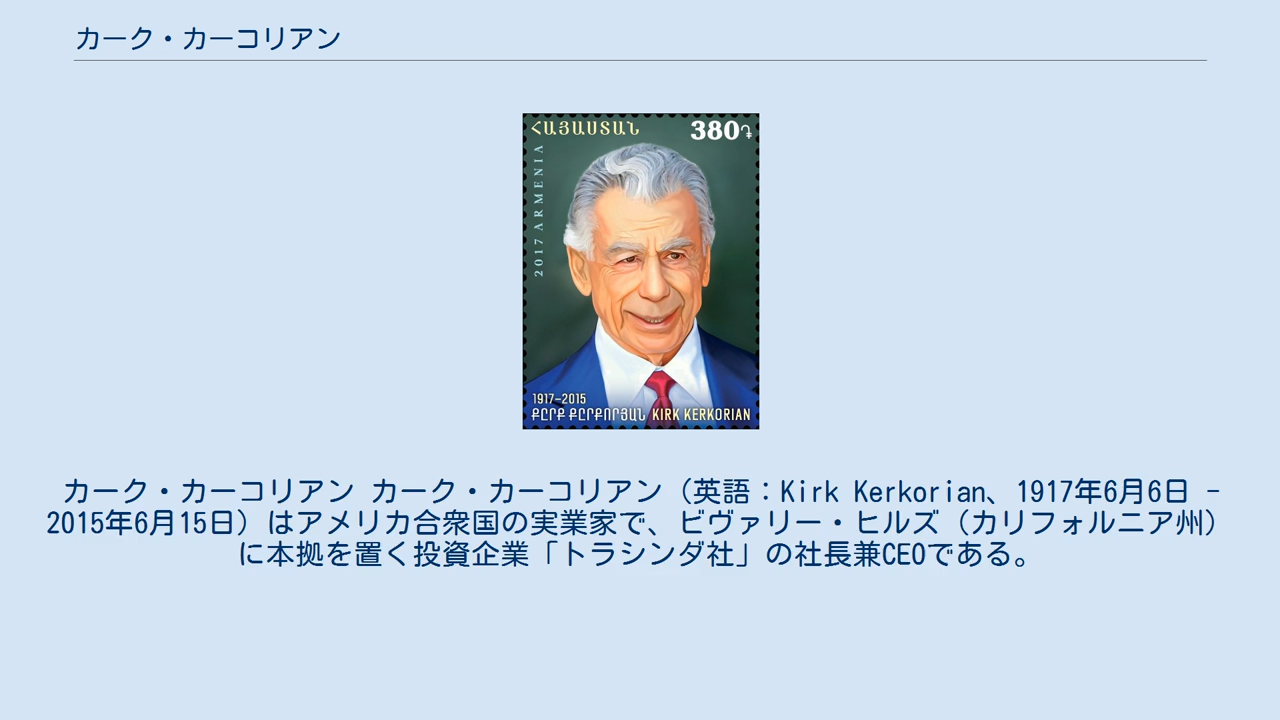 カーク・カーコリアン
ՀԱՅԱՍՏԱՆ 380֏
2017 ARMENIA
1917–2015
ՔԸՐՔ ՔԸՐՔՈՐՅԱՆ KIRK KERKORIAN
カーク・カーコリアン カーク・カーコリアン（英語：Kirk Kerkorian、1917年6月6日 -
2015年6月15日）はアメリカ合衆国の実業家で、ビヴァリー・ヒルズ（カリフォルニア州）
に本拠を置く投資企業「トラシンダ社」の社長兼CEOである。